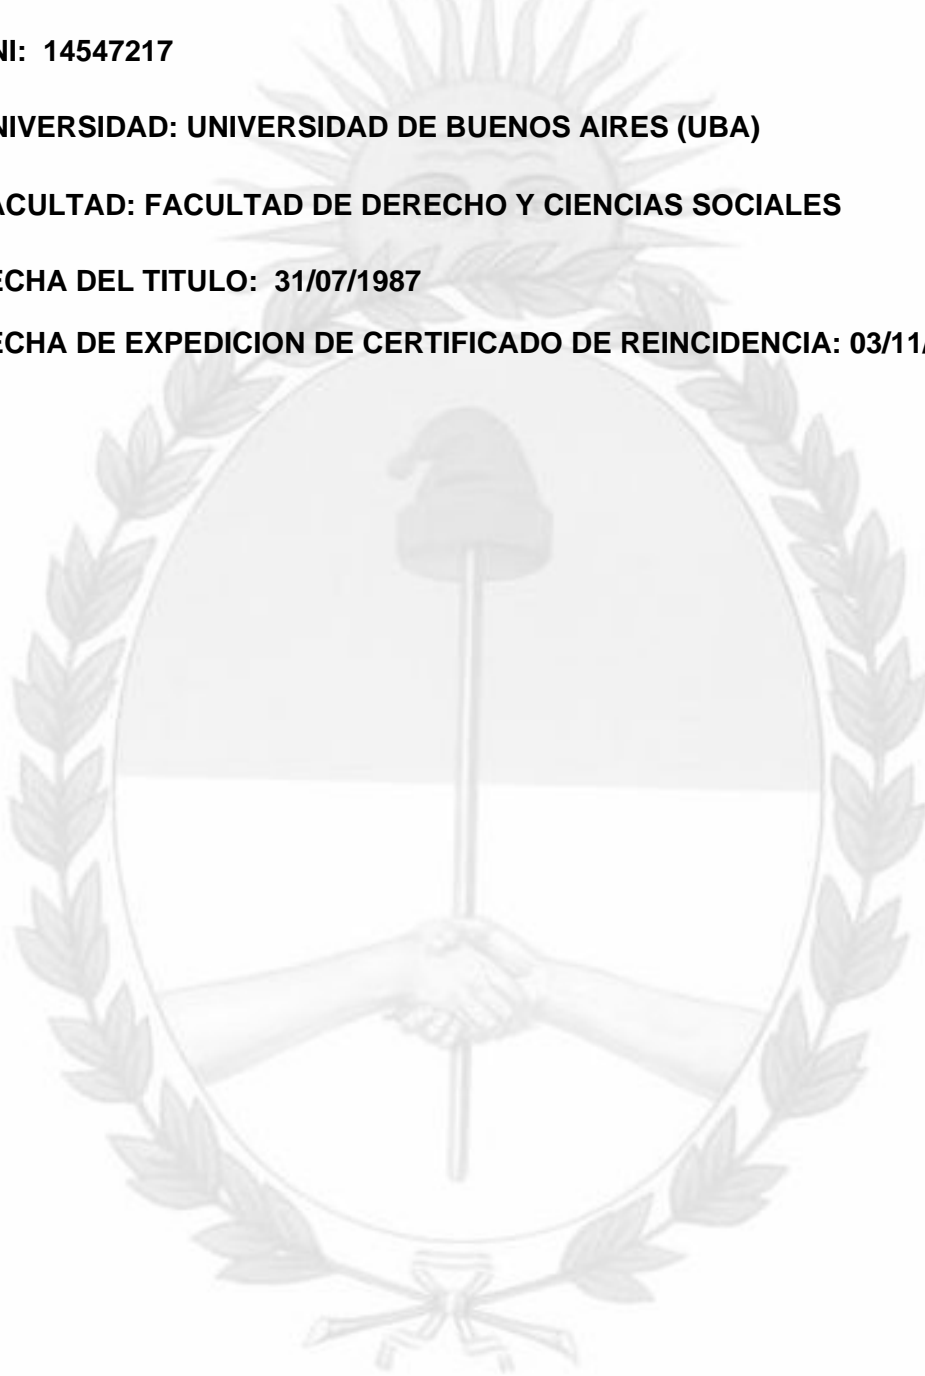 NI: 14547217
NIVERSIDAD: UNIVERSIDAD DE BUENOS AIRES (UBA)
ACULTAD: FACULTAD DE DERECHO Y CIENCIAS SOCIALES
ECHA DEL TITULO: 31/07/1987
ECHA DE EXPEDICION DE CERTIFICADO DE REINCIDENCIA: 03/11/